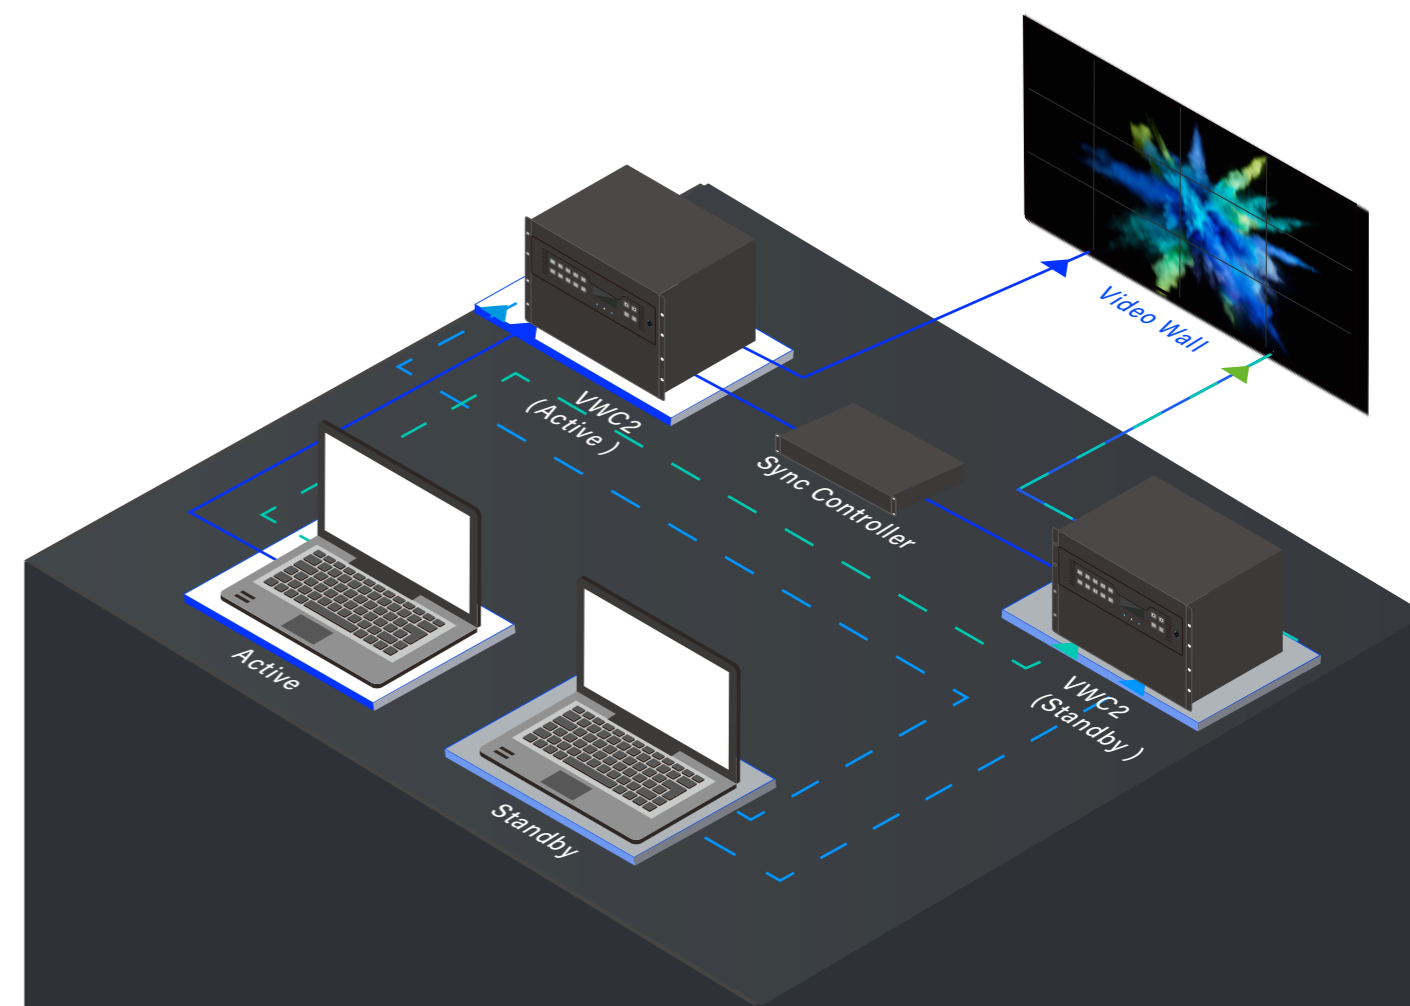 Video Wall
VWC2
(Active )
Sync Controller
Active
VWC2
(Standby )
Standby